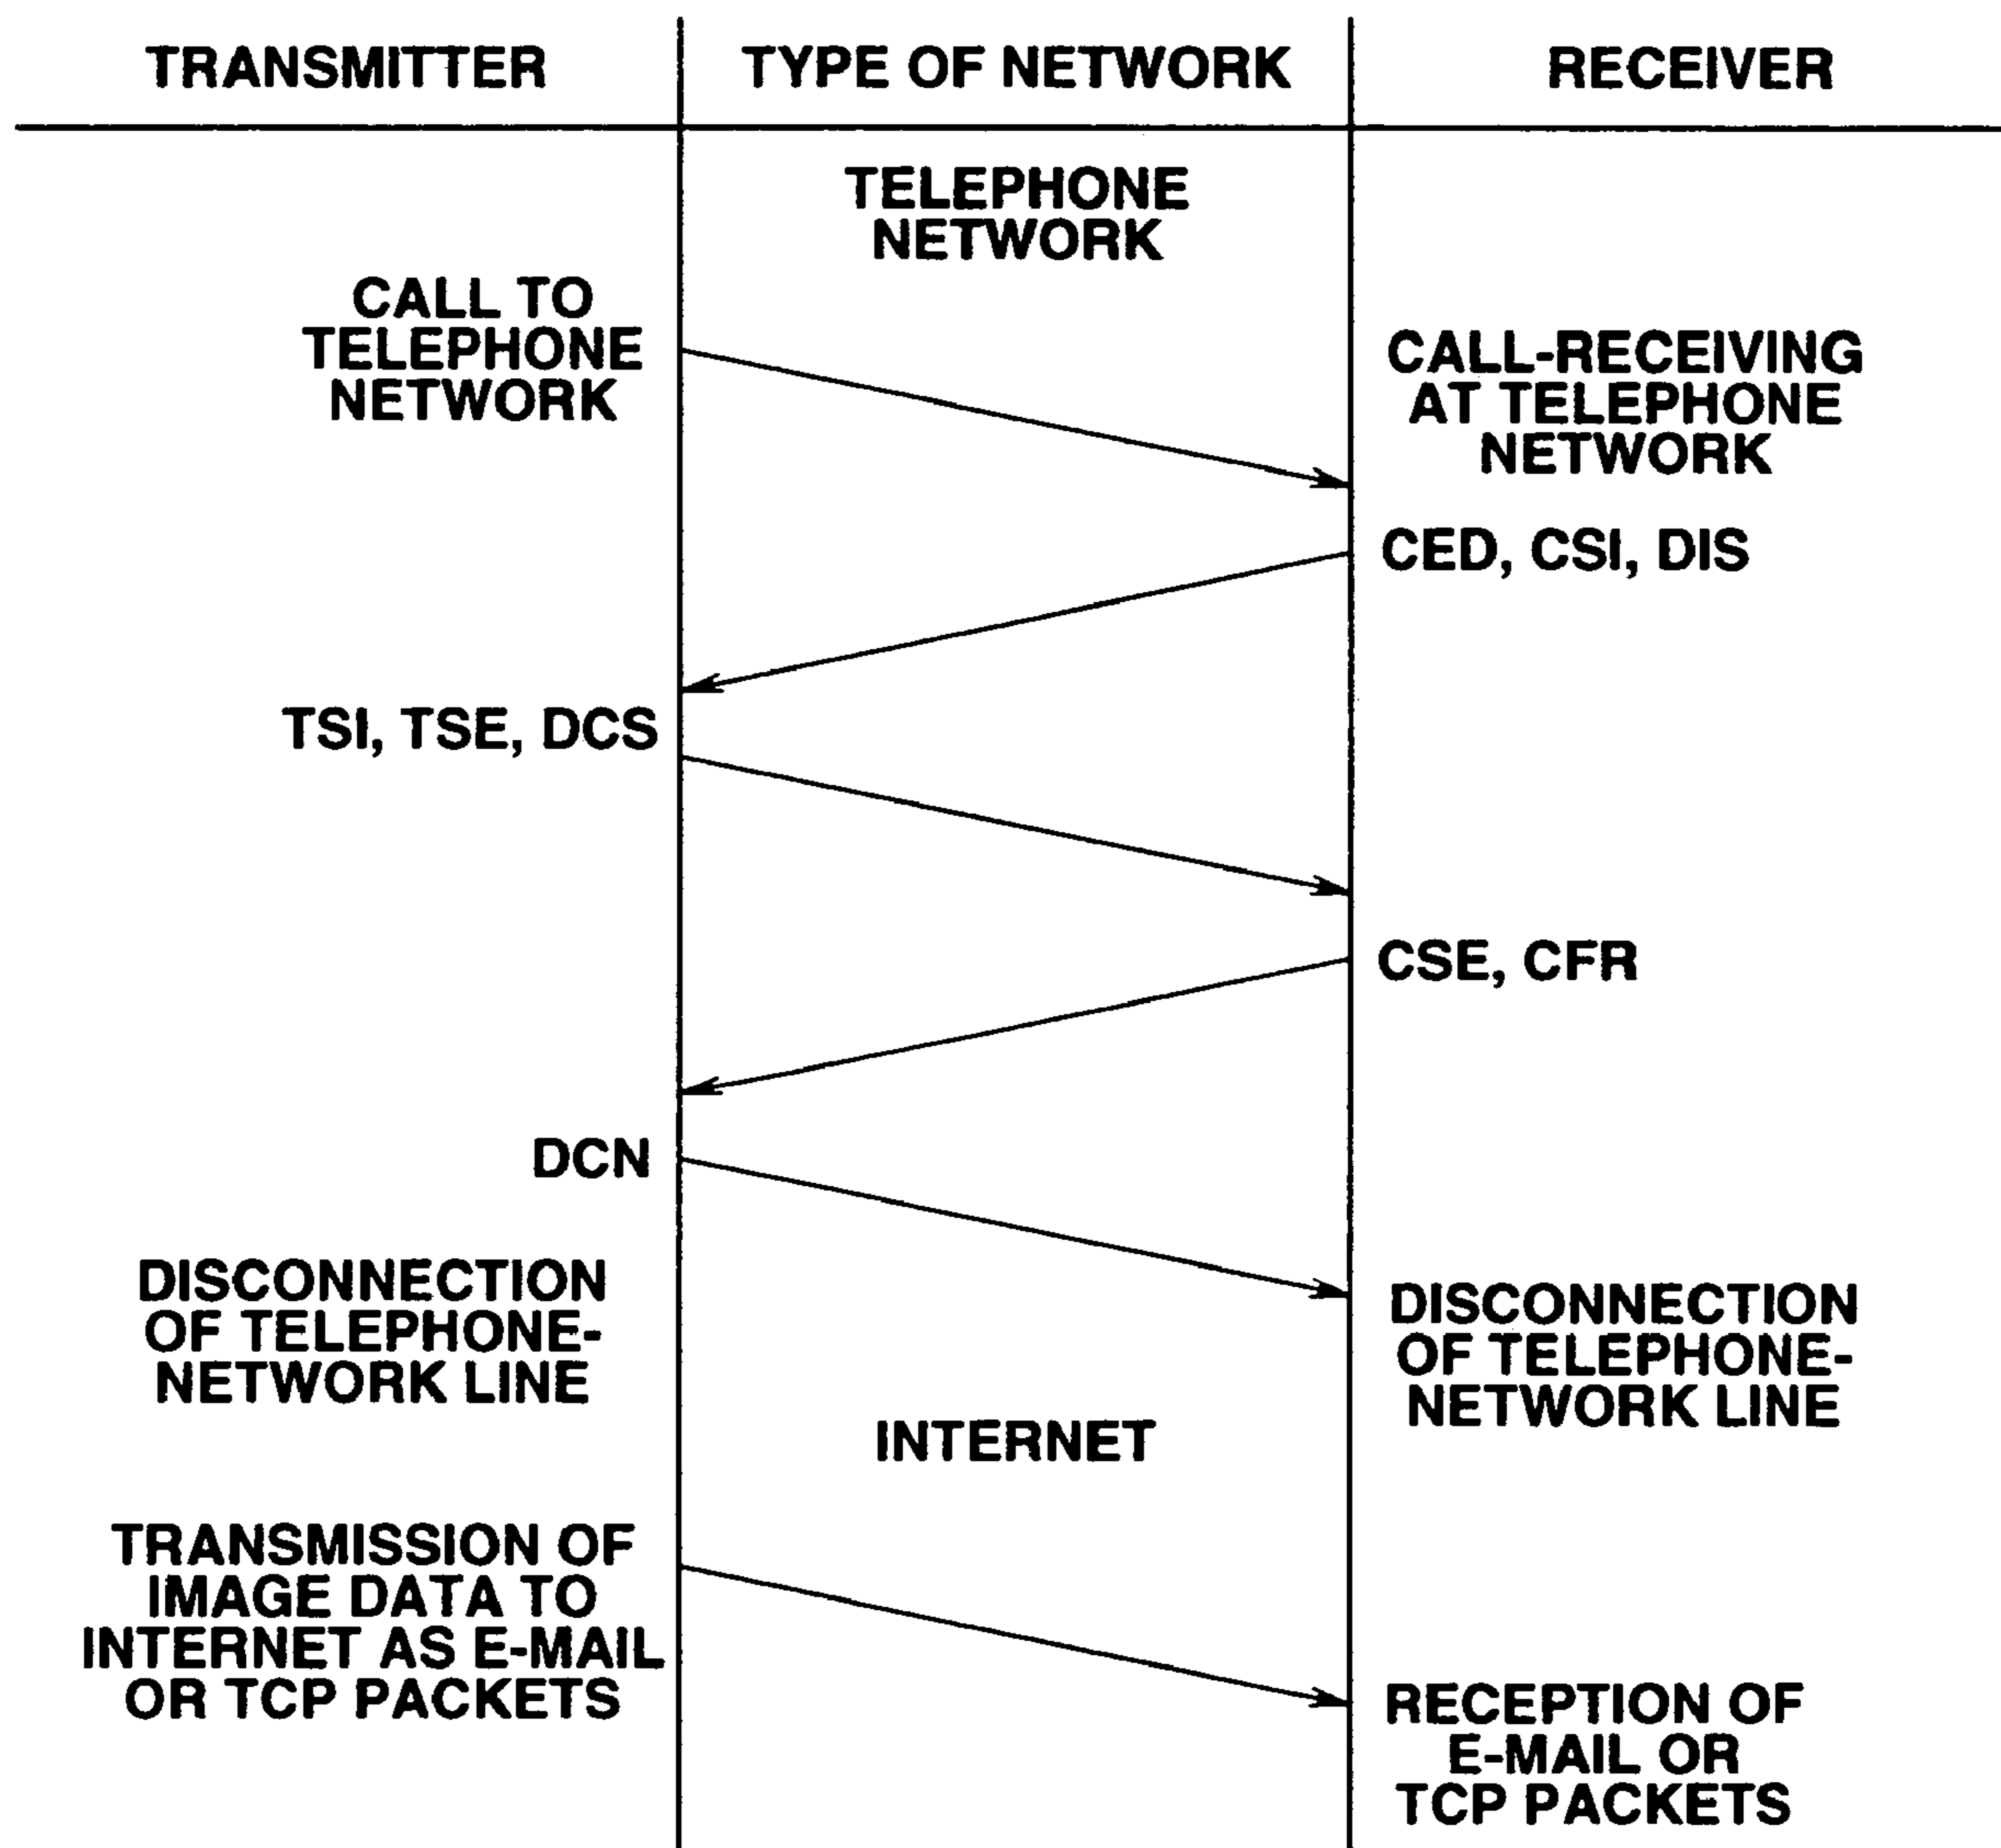 TRANSMITTER
TYPE OF NETWORK
RECEIVER
TELEPHONE
NETWORK
CALL TO
TELEPHONE
NETWORK
CALL-RECEIVING
AT TELEPHONE
NETWORK
CED, CSI, DIS
TSI, TSE, DCS
CSE, CFR
DCN
DISCONNECTION
OF TELEPHONE-
NETWORK LINE
DISCONNECTION
OF TELEPHONE-
NETWORK LINE
INTERNET
TRANSMISSION OF
IMAGE DATA TO
INTERNET AS E-MAIL
OR TCP PACKETS
RECEPTION OF
E-MAIL OR
TCP PACKETS